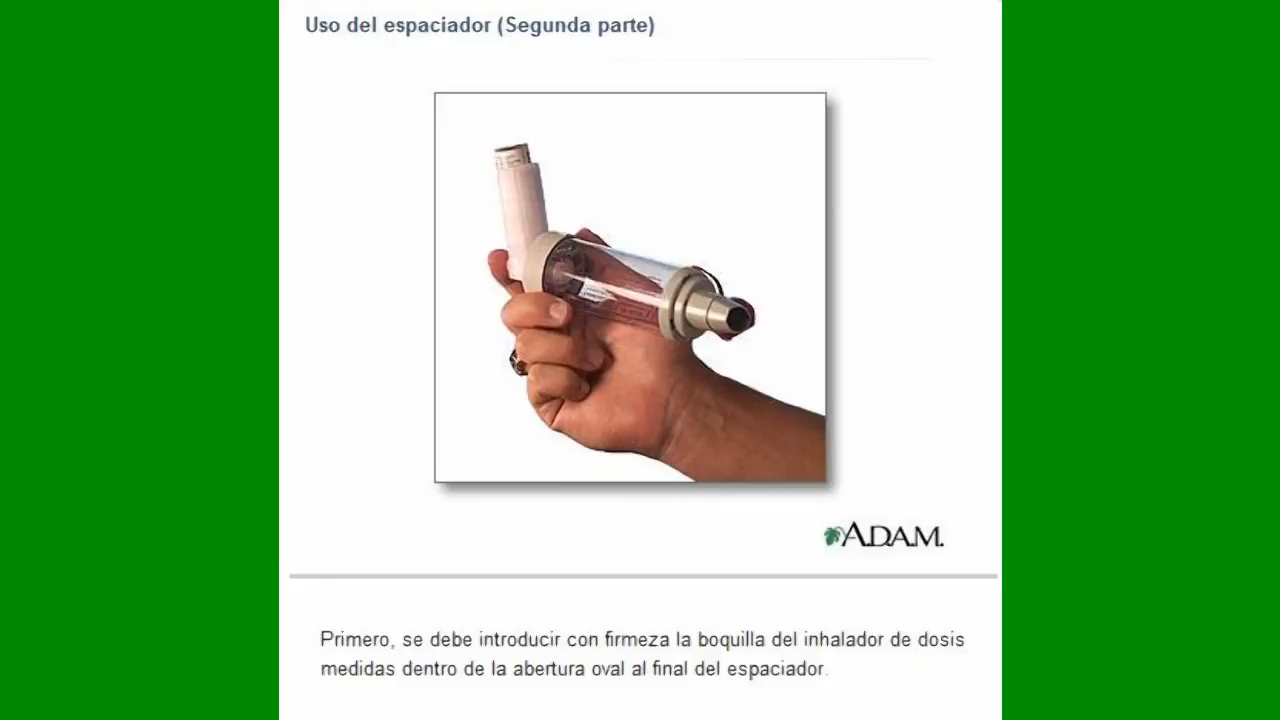 Uso del espaciador (Segunda parte)
A.D.A.M.
Primero, se debe introducir con firmeza la boquilla del inhalador de dosis
medidas dentro de la abertura oval al final del espaciador.